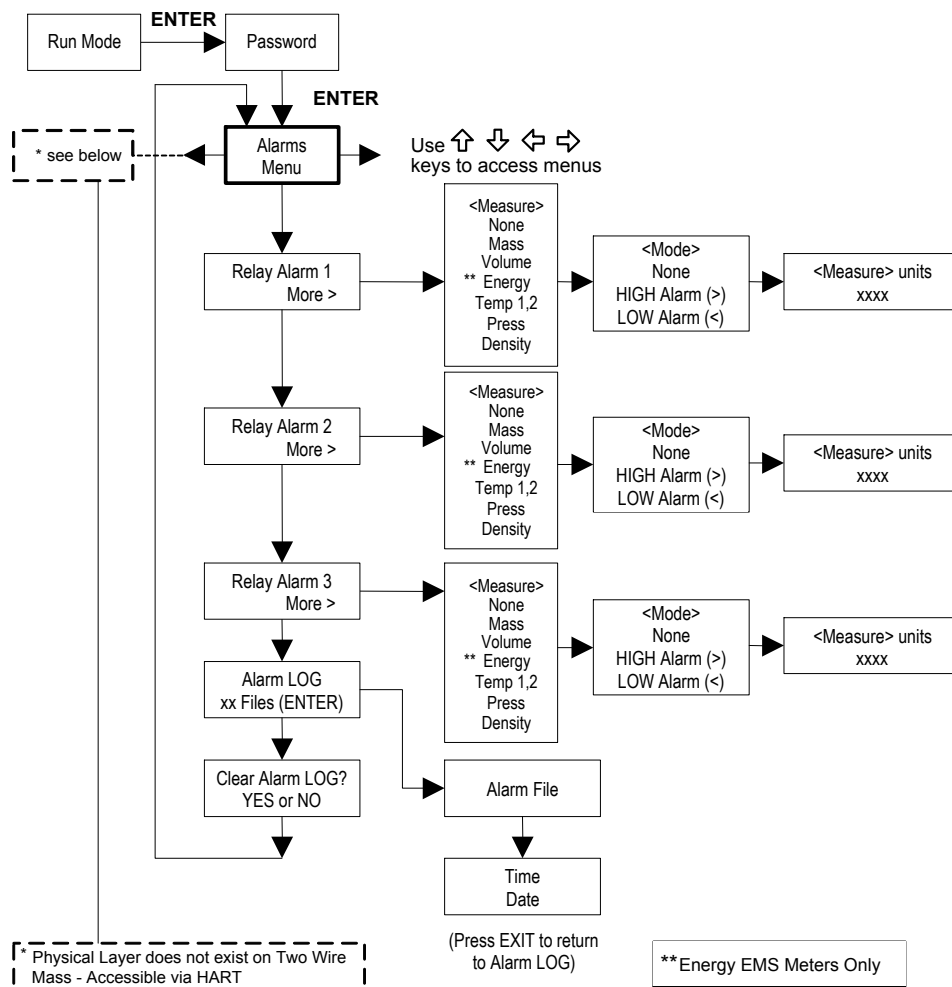 ENTER
Run Mode
Password
ENTER
* see below
Alarms
Menu
Use
keys to access menus
<Measure>
None
Mass
Volume
** Energy
Temp 1,2
Press
Density
<Mode>
None
HIGH Alarm (>)
LOW Alarm (<)
<Measure> units
xxxx
Relay Alarm 1
More >
<Measure>
None
Mass
Volume
** Energy
Temp 1,2
Press
Density
<Mode>
None
HIGH Alarm (>)
LOW Alarm (<)
<Measure> units
xxxx
Relay Alarm 2
More >
<Measure>
None
Mass
Volume
** Energy
Temp 1,2
Press
Density
<Mode>
None
HIGH Alarm (>)
LOW Alarm (<)
<Measure> units
xxxx
Relay Alarm 3
More >
Alarm LOG
xx Files (ENTER)
Clear Alarm LOG?
YES or NO
Alarm File
Time
Date
(Press EXIT to return
to Alarm LOG)
* Physical Layer does not exist on Two Wire
Mass - Accessible via HART
**Energy EMS Meters Only